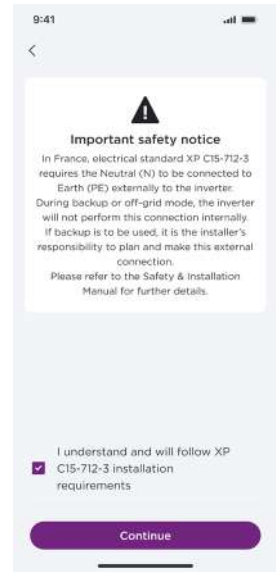 9:41
Important safety notice
In France, electrical standard XP C15-712-3
requires the Neutral (N) to be connected to
Earth (PE) externally to the inverter.
During backup or off-grid mode, the inverter
will not perform this connection internally.
If backup is to be used, it is the installer's
responsibility to plan and make this external
connection.
Please refer to the Safety & Installation
Manual for further details.
I understand and will follow XP
C15-712-3 installation
requirements
Continue